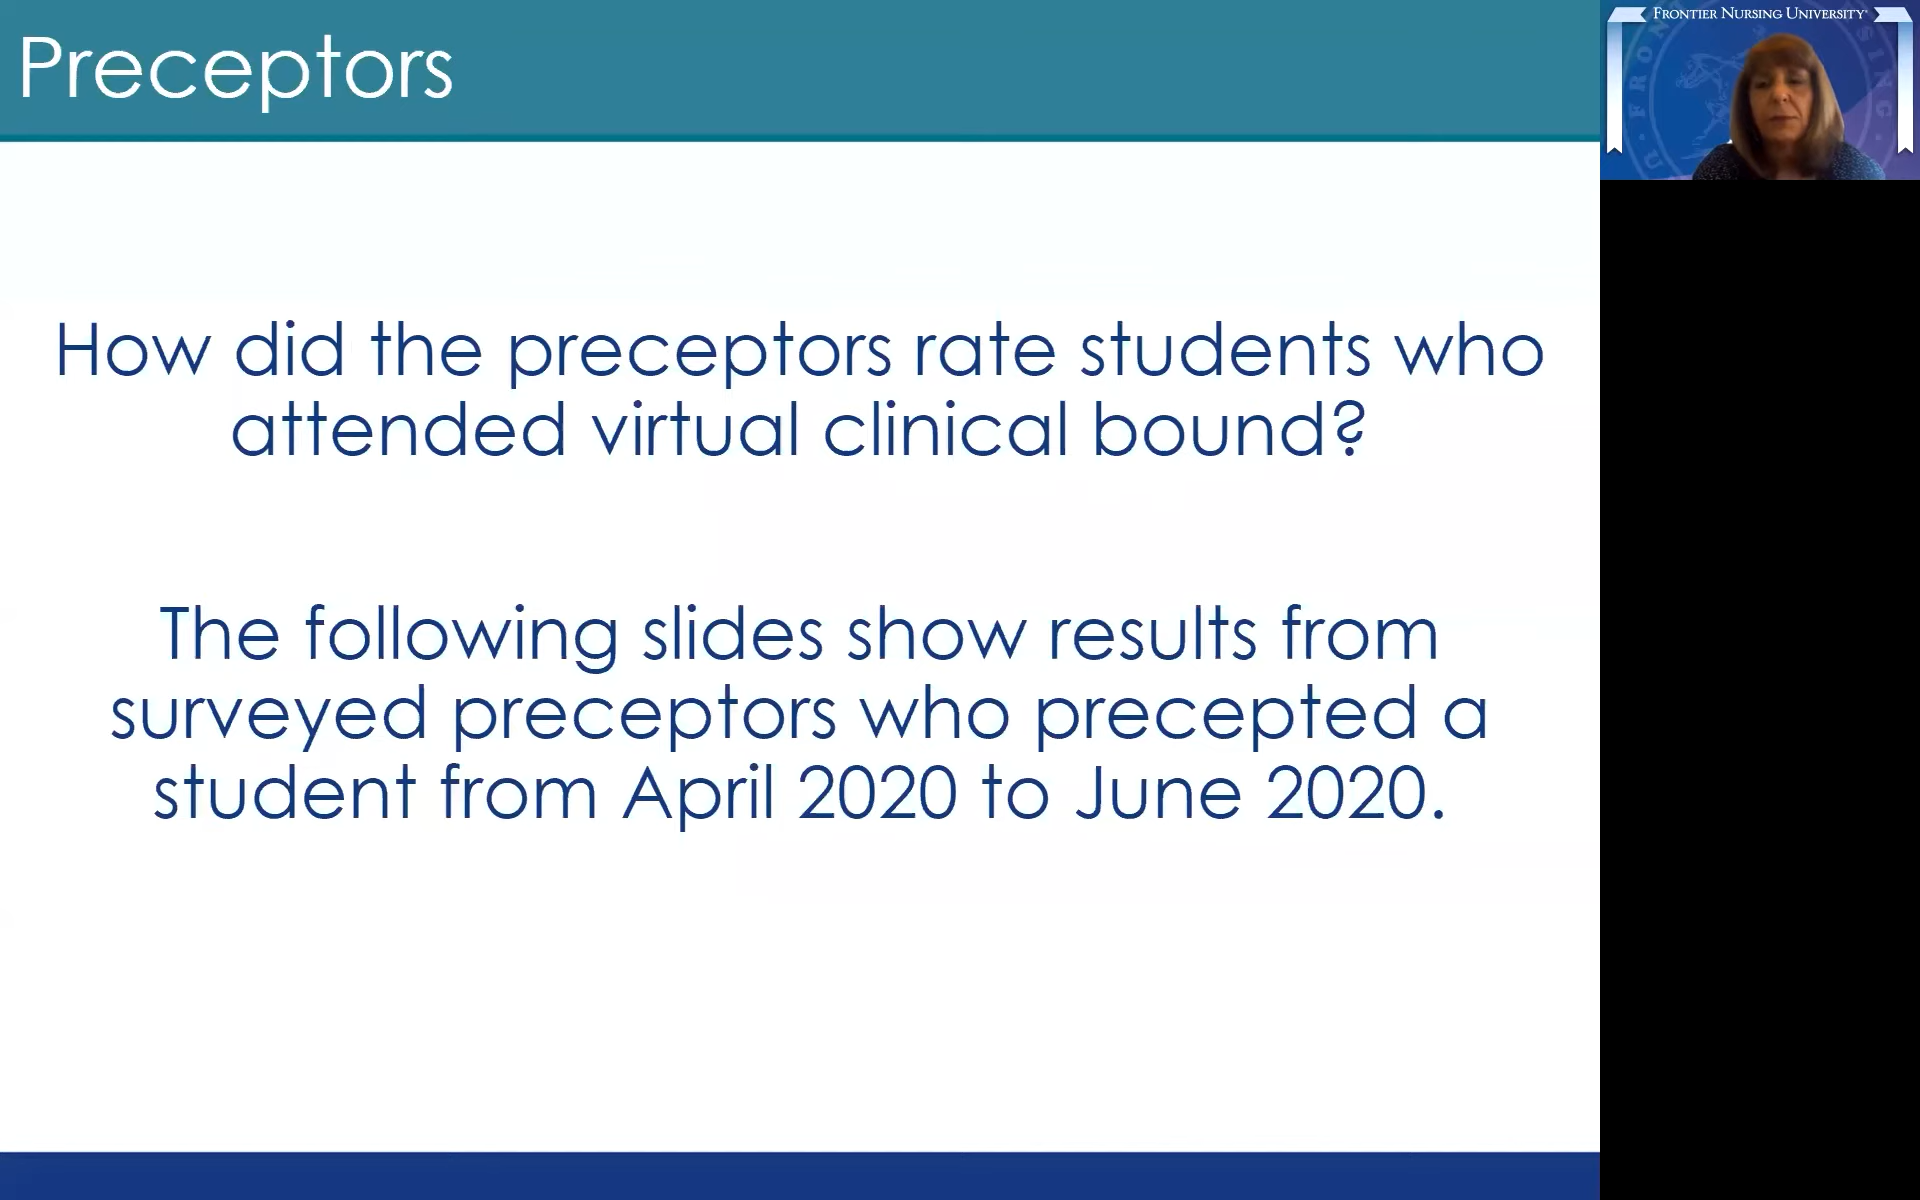 Preceptors
FRONTIER NURSING UNIVERSITY
How did the preceptors rate students who
attended virtual clinical bound?
The following slides show results from
surveyed preceptors who precepted a
student from April 2020 to June 2020.